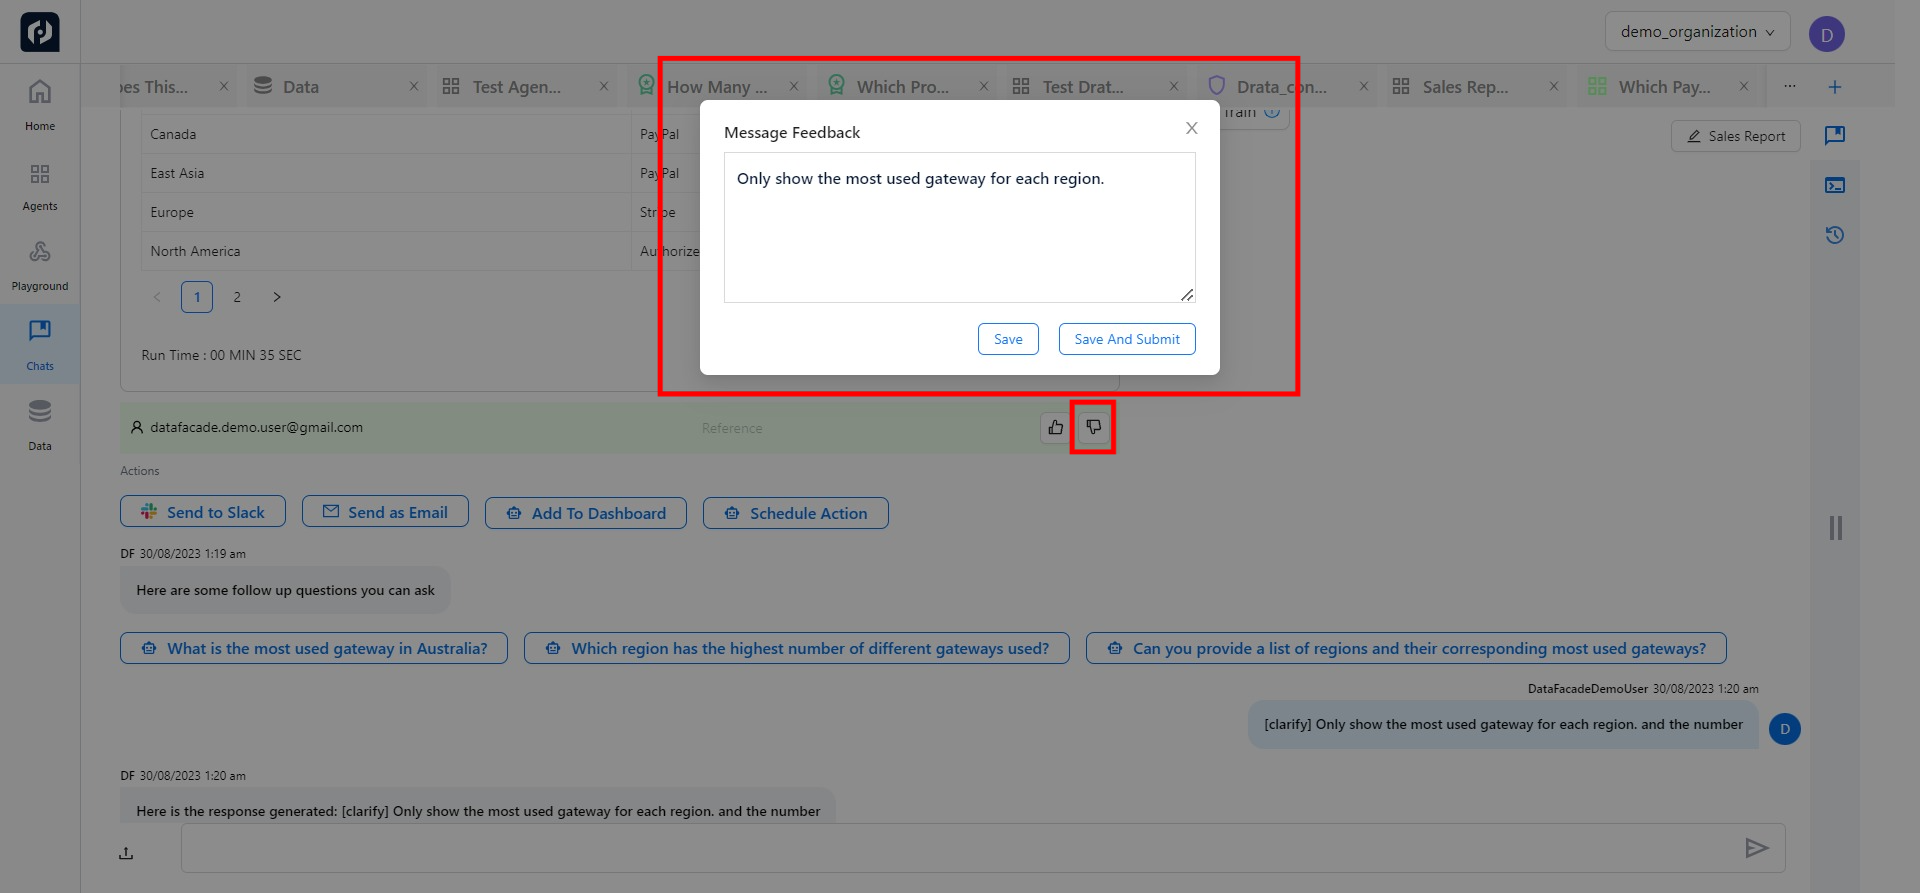 demo_organization
D
pes This...
Data
Test Agen...
How Many ...
Which Pro...
Test Drat...
Drata_con...
Sales Rep...
Which Pay...
...
Home
Agents
Playground
Chats
Data
Train
Sales Report
Canada PayPal
East Asia PayPal
Europe Stripe
North America Authorize
1 2
Run Time : 00 MIN 35 SEC
Message Feedback
Only show the most used gateway for each region.
Save
Save And Submit
datafacade.demo.user@gmail.com
Reference
Actions
Send to Slack
Send as Email
Add To Dashboard
Schedule Action
DF 30/08/2023 1:19 am
Here are some follow up questions you can ask
What is the most used gateway in Australia?
Which region has the highest number of different gateways used?
Can you provide a list of regions and their corresponding most used gateways?
DataFacadeDemoUser 30/08/2023 1:20 am
[clarify] Only show the most used gateway for each region. and the number
D
DF 30/08/2023 1:20 am
Here is the response generated: [clarify] Only show the most used gateway for each region. and the number